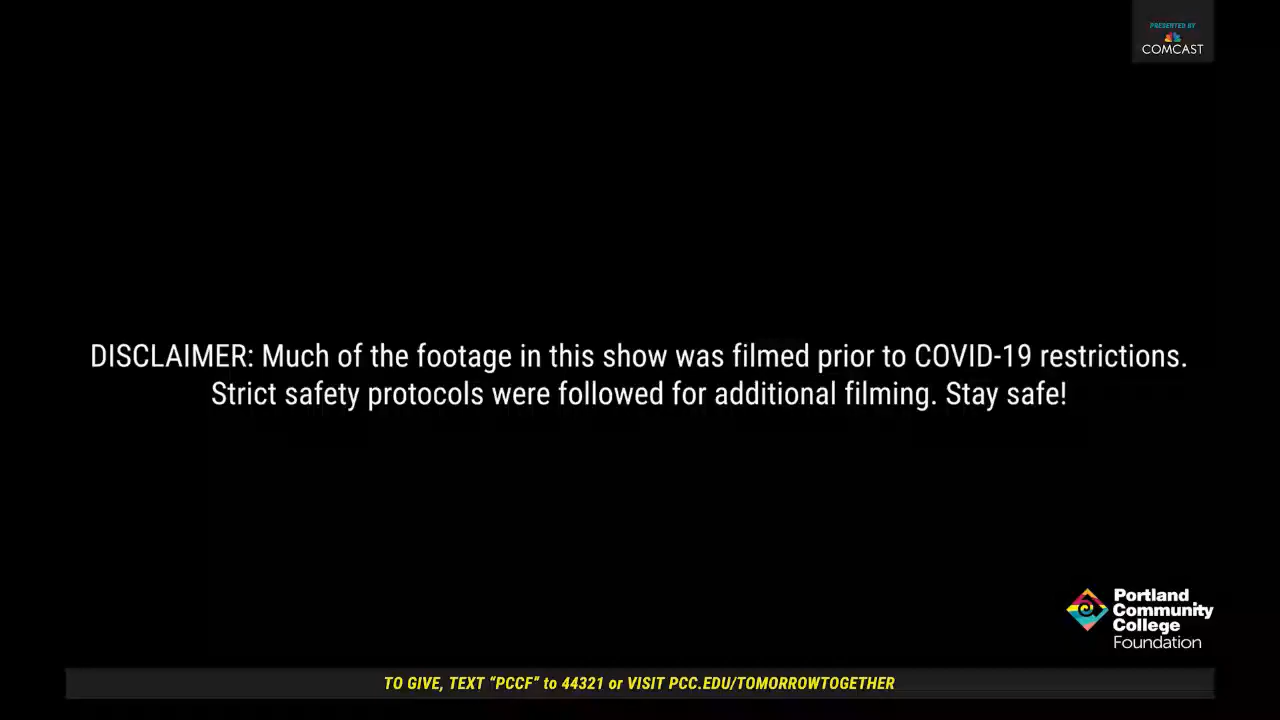 PRESENTED BY
COMCAST
DISCLAIMER: Much of the footage in this show was filmed prior to COVID-19 restrictions.
Strict safety protocols were followed for additional filming. Stay safe!
Portland
Community
College
Foundation
TO GIVE, TEXT “PCCF” to 44321 or VISIT PCC.EDU/TOMORROWTOGETHER